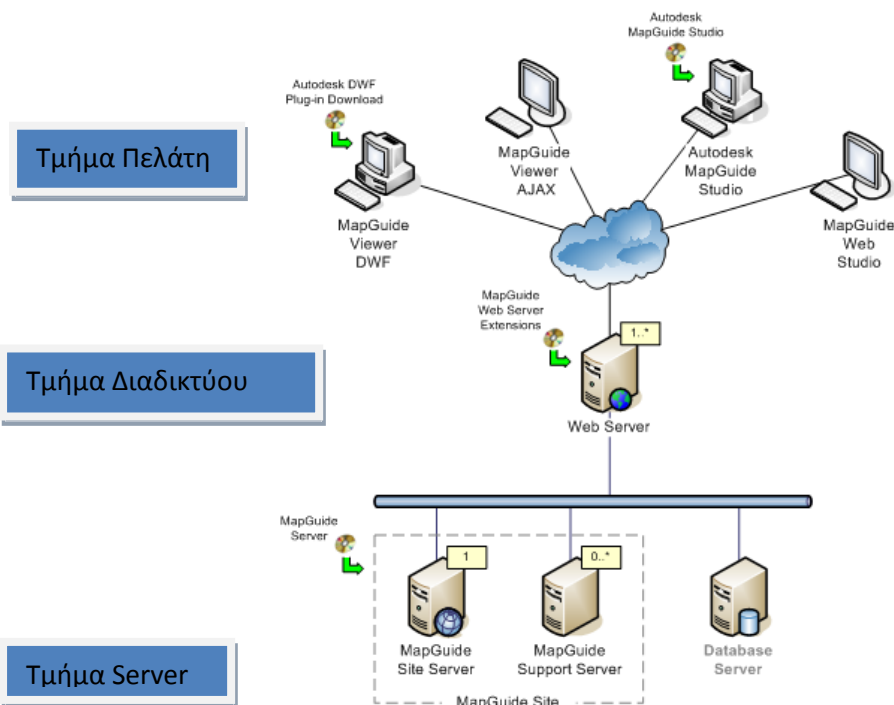 Autodesk
MapGuide Studio
Autodesk DWF
Plug-in Download
Τμήμα Πελάτη
MapGuide
Viewer
AJAX
Autodesk
MapGuide
Studio
MapGuide
Viewer
DWF
MapGuide
Web
Studio
MapGuide
Web Server
Extensions
1..*
Τμήμα Διαδικτύου
Web Server
MapGuide
Server
1
0..*
MapGuide
Site Server
MapGuide
Support Server
Database
Server
Τμήμα Server
MapGuide Site